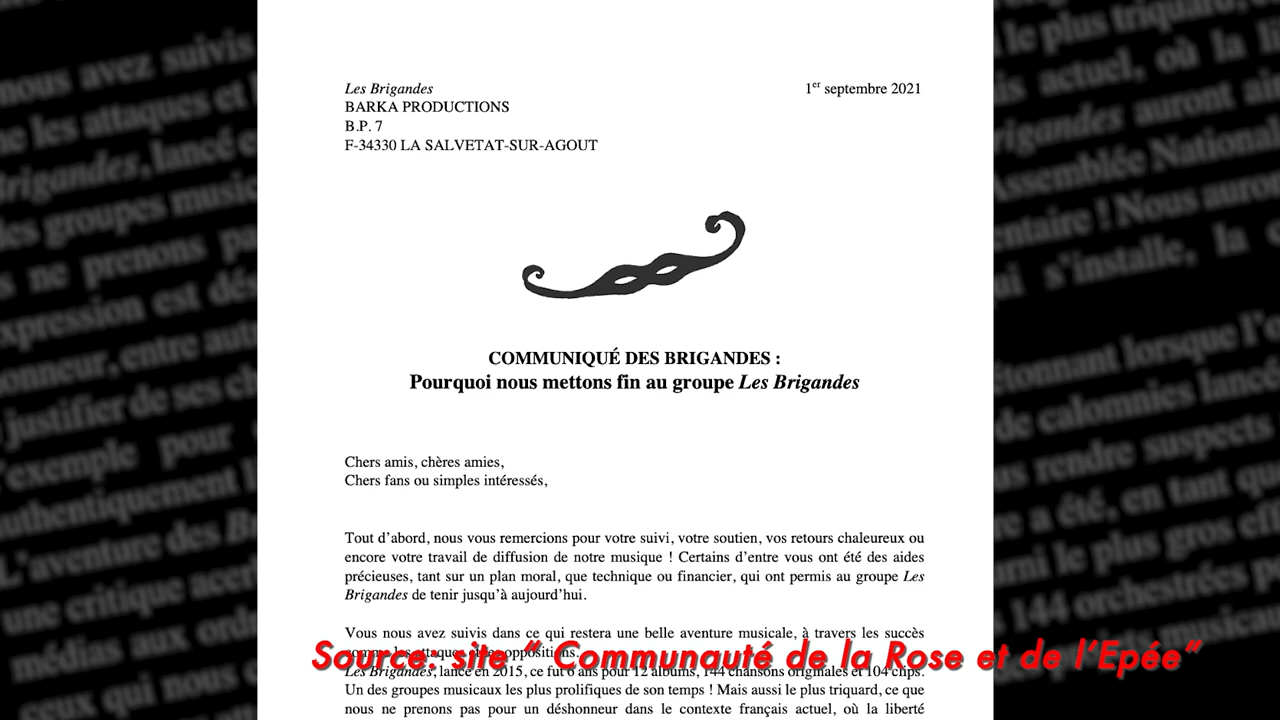 Les Brigandes
1er septembre 2021
BARKA PRODUCTIONS
B.P. 7
F-34330 LA SALVETAT-SUR-AGOUT
COMMUNIQUÉ DES BRIGANDES :
Pourquoi nous mettons fin au groupe Les Brigandes
Chers amis, chères amies,
Chers fans ou simples intéressés,
Tout d’abord, nous vous remercions pour votre suivi, votre soutien, vos retours chaleureux ou
encore votre travail de diffusion de notre musique ! Certains d’entre vous ont été des aides
précieuses, tant sur un plan moral, que technique ou financier, qui ont permis au groupe Les
Brigandes de tenir jusqu’à aujourd’hui.
Vous nous avez suivis dans ce qui restera une belle aventure musicale, à travers les succès
comme les attaques et les oppositions.
Source: site “ Communauté de la Rose et de l’Epée”
Les Brigandes, lancé en 2015, ce fut 6 ans pour 12 albums, 144 chansons originales et 104 clips.
Un des groupes musicaux les plus prolifiques de son temps ! Mais aussi le plus triquard, ce que
nous ne prenons pas pour un déshonneur dans le contexte français actuel, où la liberté